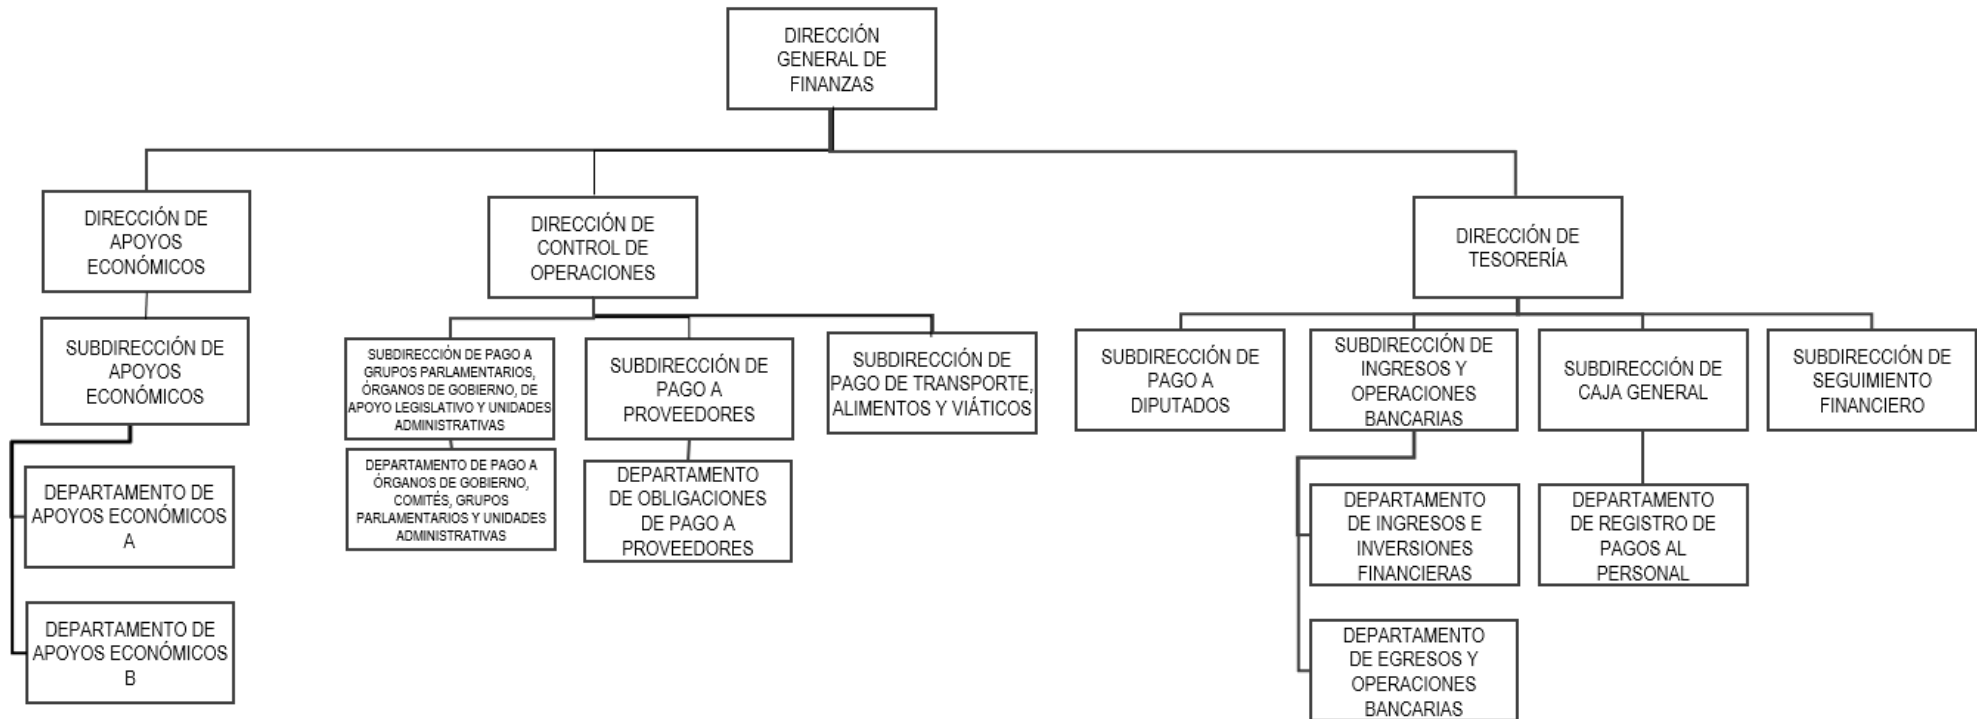 DIRECCIÓN
GENERAL DE
FINANZAS
DIRECCIÓN DE
APOYOS
ECONÓMICOS
DIRECCIÓN DE
CONTROL DE
OPERACIONES
DIRECCIÓN DE
TESORERÍA
SUBDIRECCIÓN DE
APOYOS
ECONÓMICOS
SUBDIRECCIÓN DE PAGO A
GRUPOS PARLAMENTARIOS,
ÓRGANOS DE GOBIERNO, DE
APOYO LEGISLATIVO Y UNIDADES
ADMINISTRATIVAS
SUBDIRECCIÓN DE
PAGO A
PROVEEDORES
SUBDIRECCIÓN DE
PAGO DE TRANSPORTE,
ALIMENTOS Y VIÁTICOS
SUBDIRECCIÓN DE
PAGO A
DIPUTADOS
SUBDIRECCIÓN DE
INGRESOS Y
OPERACIONES
BANCARIAS
SUBDIRECCIÓN DE
CAJA GENERAL
SUBDIRECCIÓN DE
SEGUIMIENTO
FINANCIERO
DEPARTAMENTO DE
APOYOS ECONÓMICOS
A
DEPARTAMENTO DE PAGO A
ÓRGANOS DE GOBIERNO,
COMITÉS, GRUPOS
PARLAMENTARIOS Y UNIDADES
ADMINISTRATIVAS
DEPARTAMENTO
DE OBLIGACIONES
DE PAGO A
PROVEEDORES
DEPARTAMENTO
DE INGRESOS E
INVERSIONES
FINANCIERAS
DEPARTAMENTO
DE REGISTRO DE
PAGOS AL
PERSONAL
DEPARTAMENTO DE
APOYOS ECONÓMICOS
B
DEPARTAMENTO
DE EGRESOS Y
OPERACIONES
BANCARIAS